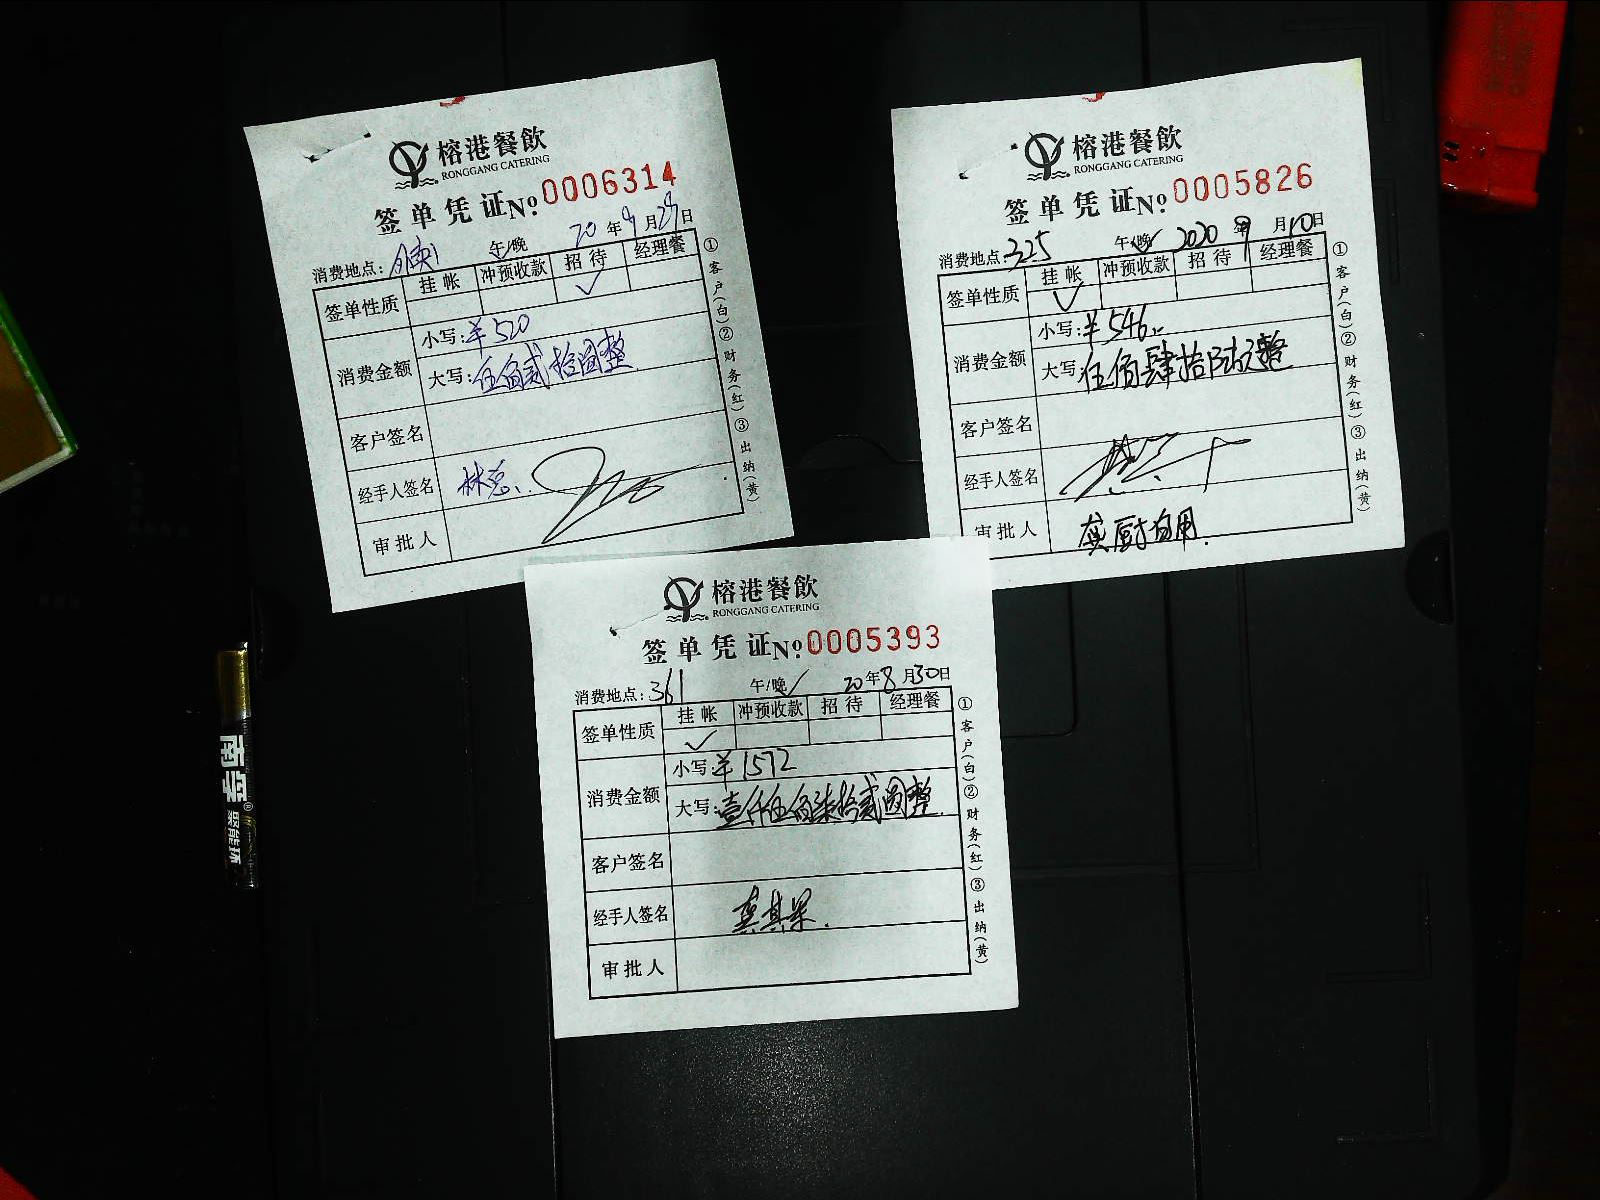 榕港餐飲
RONGGANG CATERING
签单凭证No.0006314
消费地点: 午/晚 20年9月29日
签单性质 挂帐 冲预收款 招待 经理餐
✓
消费金额
小写:¥520
大写:伍佰贰拾圆整
客户签名
经手人签名 林总
审批人
①客户(白)②财务(红)③出纳(黄)
榕港餐飲
RONGGANG CATERING
签单凭证No.0005826
消费地点:325 午/晚✓ 2020年9月10日
签单性质 挂帐 冲预收款 招待 经理餐
✓
消费金额
小写:¥546
大写:伍佰肆拾陆元整
客户签名
经手人签名
审批人
①客户(白)②财务(红)③出纳(黄)
榕港餐飲
RONGGANG CATERING
签单凭证No.0005393
消费地点:361 午/晚✓ 20年8月30日
签单性质 挂帐 冲预收款 招待 经理餐
✓
消费金额
小写:¥1572
大写:壹仟伍佰柒拾贰圆整.
客户签名
经手人签名
审批人
①客户(白)②财务(红)③出纳(黄)
南孚®
聚能环